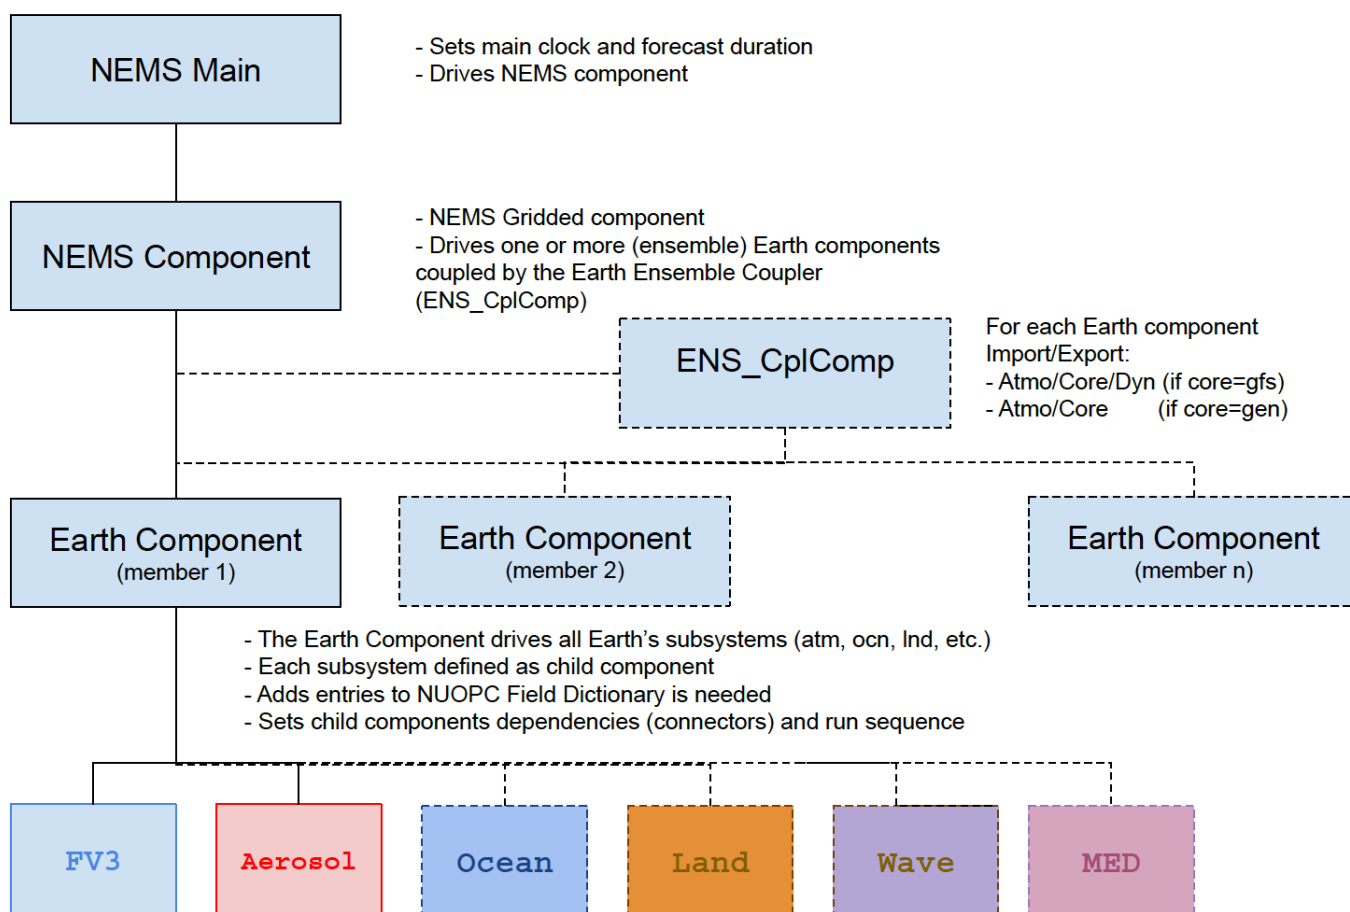 NEMS Main
- Sets main clock and forecast duration
- Drives NEMS component
NEMS Component
- NEMS Gridded component
- Drives one or more (ensemble) Earth components
coupled by the Earth Ensemble Coupler
(ENS_CplComp)
ENS_CplComp
For each Earth component
Import/Export:
- Atmo/Core/Dyn (if core=gfs)
- Atmo/Core (if core=gen)
Earth Component
(member 1)
Earth Component
(member 2)
Earth Component
(member n)
- The Earth Component drives all Earth's subsystems (atm, ocn, lnd, etc.)
- Each subsystem defined as child component
- Adds entries to NUOPC Field Dictionary is needed
- Sets child components dependencies (connectors) and run sequence
FV3
Aerosol
Ocean
Land
Wave
MED